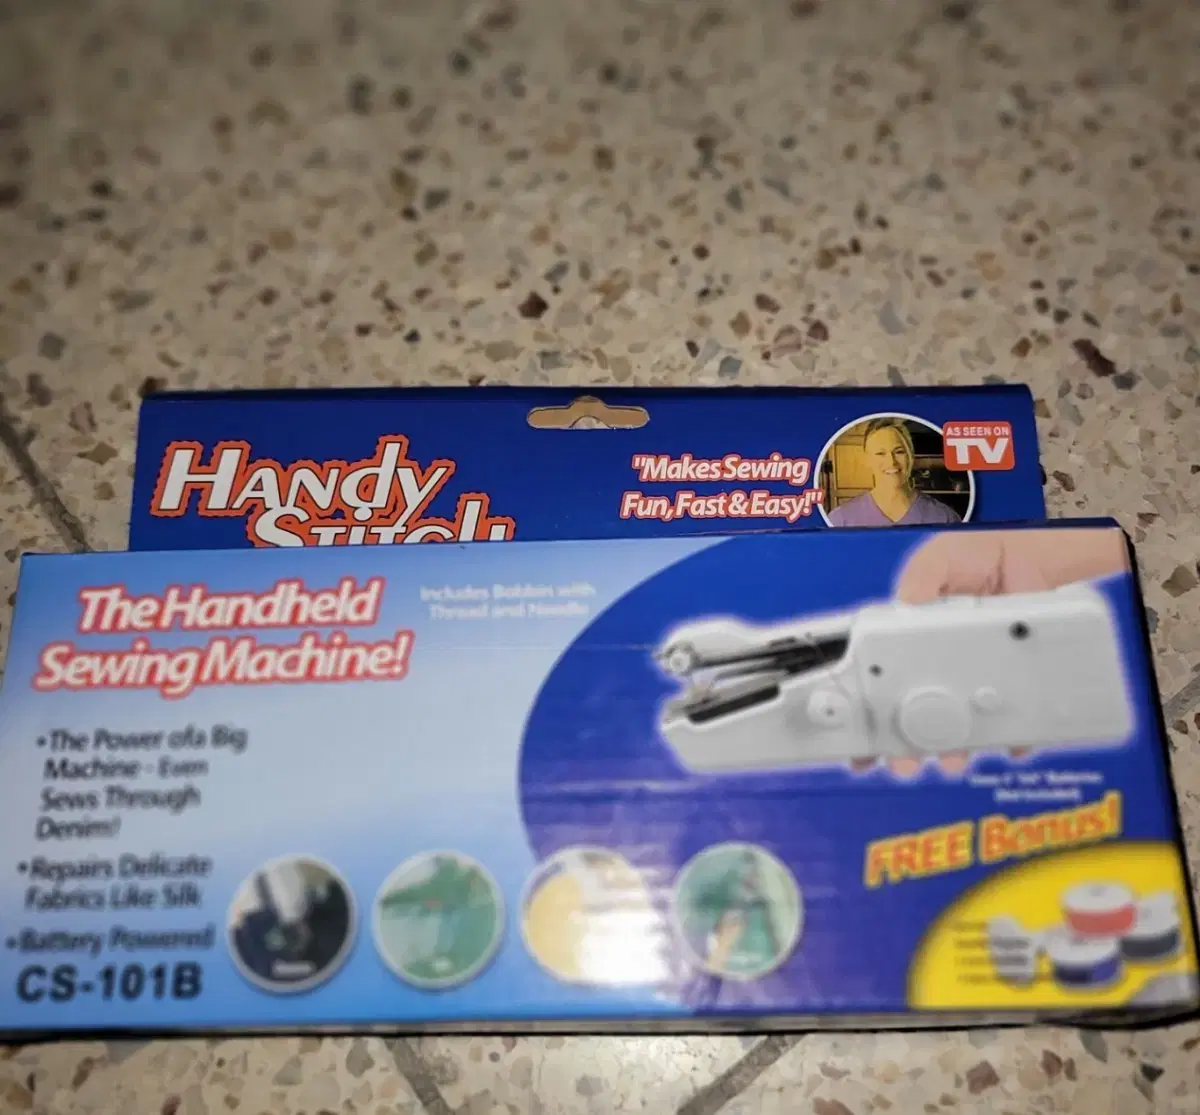 HANDY
STITCH
"Makes Sewing
Fun, Fast & Easy!"
AS SEEN ON
TV
The Handheld
Sewing Machine!
Includes Bobbin with
Thread and Needle
•The Power of a Big
Machine - Even
Sews Through
Denim!
•Repairs Delicate
Fabrics Like Silk
•Battery Powered
CS-101B
FREE Bonus!